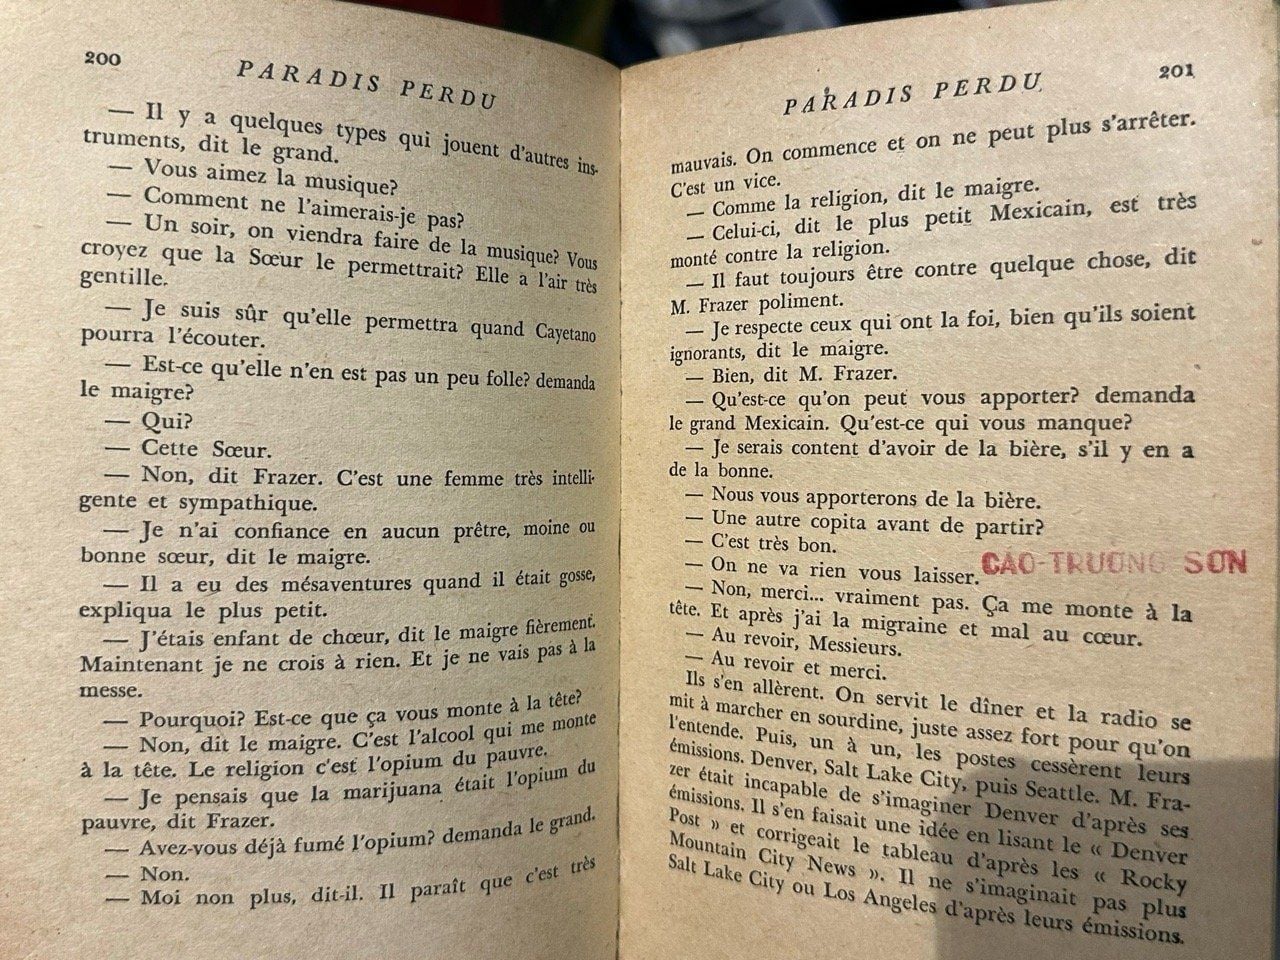 200
PARADIS PERDU
— Il y a quelques types qui jouent d'autres ins-
truments, dit le grand.
— Vous aimez la musique?
— Comment ne l'aimerais-je pas?
— Un soir, on viendra faire de la musique? Vous
croyez que la Sœur le permettrait? Elle a l'air très
gentille.
— Je suis sûr qu'elle permettra quand Cayetano
pourra l'écouter.
— Est-ce qu'elle n'en est pas un peu folle? demanda
le maigre?
— Qui?
— Cette Sœur.
— Non, dit Frazer. C'est une femme très intelli-
gente et sympathique.
— Je n'ai confiance en aucun prêtre, moine ou
bonne sœur, dit le maigre.
— Il a eu des mésaventures quand il était gosse,
expliqua le plus petit.
— J'étais enfant de chœur, dit le maigre fièrement.
Maintenant je ne crois à rien. Et je ne vais pas à la
messe.
— Pourquoi? Est-ce que ça vous monte à la tête?
— Non, dit le maigre. C'est l'alcool qui me monte
à la tête. Le religion c'est l'opium du pauvre.
— Je pensais que la marijuana était l'opium du
pauvre, dit Frazer.
— Avez-vous déjà fumé l'opium? demanda le grand.
— Non.
— Moi non plus, dit-il. Il paraît que c'est très
PARADIS PERDU
201
mauvais. On commence et on ne peut plus s'arrêter.
C'est un vice.
— Comme la religion, dit le maigre.
— Celui-ci, dit le plus petit Mexicain, est très
monté contre la religion.
— Il faut toujours être contre quelque chose, dit
M. Frazer poliment.
— Je respecte ceux qui ont la foi, bien qu'ils soient
ignorants, dit le maigre.
— Bien, dit M. Frazer.
— Qu'est-ce qu'on peut vous apporter? demanda
le grand Mexicain. Qu'est-ce qui vous manque?
— Je serais content d'avoir de la bière, s'il y en a
de la bonne.
— Nous vous apporterons de la bière.
— Une autre copita avant de partir?
— C'est très bon.
— On ne va rien vous laisser.
CAO-TRUONG SƠN
— Non, merci... vraiment pas. Ça me monte à la
tête. Et après j'ai la migraine et mal au cœur.
— Au revoir, Messieurs.
— Au revoir et merci.
Ils s'en allèrent. On servit le dîner et la radio se
mit à marcher en sourdine, juste assez fort pour qu'on
l'entende. Puis, un à un, les postes cessèrent leurs
émissions. Denver, Salt Lake City, puis Seattle. M. Fra-
zer était incapable de s'imaginer Denver d'après ses
émissions. Il s'en faisait une idée en lisant le « Denver
Post » et corrigeait le tableau d'après les « Rocky
Mountain City News ». Il ne s'imaginait pas plus
Salt Lake City ou Los Angeles d'après leurs émissions.